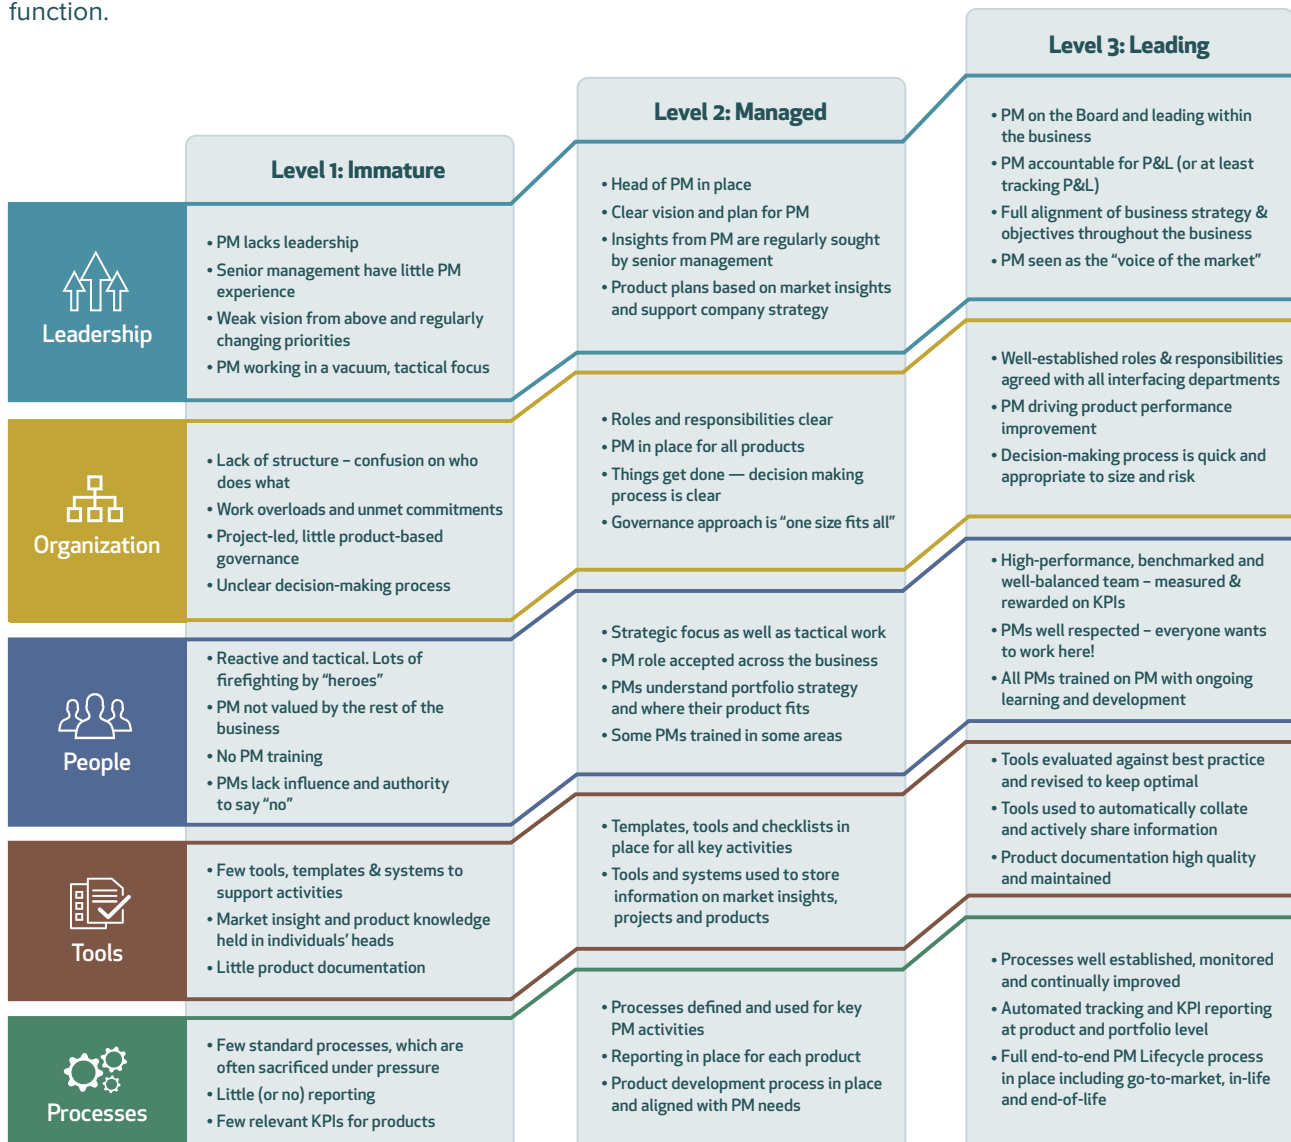 function.
Level 1: Immature
Level 2: Managed
Level 3: Leading
Leadership
• PM lacks leadership
• Senior management have little PM
experience
• Weak vision from above and regularly
changing priorities
• PM working in a vacuum, tactical focus
• Head of PM in place
• Clear vision and plan for PM
• Insights from PM are regularly sought
by senior management
• Product plans based on market insights
and support company strategy
• PM on the Board and leading within
the business
• PM accountable for P&L (or at least
tracking P&L)
• Full alignment of business strategy &
objectives throughout the business
• PM seen as the “voice of the market”
Organization
• Lack of structure – confusion on who
does what
• Work overloads and unmet commitments
• Project-led, little product-based
governance
• Unclear decision-making process
• Roles and responsibilities clear
• PM in place for all products
• Things get done — decision making
process is clear
• Governance approach is “one size fits all”
• Well-established roles & responsibilities
agreed with all interfacing departments
• PM driving product performance
improvement
• Decision-making process is quick and
appropriate to size and risk
People
• Reactive and tactical. Lots of
firefighting by “heroes”
• PM not valued by the rest of the
business
• No PM training
• PMs lack influence and authority
to say “no”
• Strategic focus as well as tactical work
• PM role accepted across the business
• PMs understand portfolio strategy
and where their product fits
• Some PMs trained in some areas
• High-performance, benchmarked and
well-balanced team – measured &
rewarded on KPIs
• PMs well respected – everyone wants
to work here!
• All PMs trained on PM with ongoing
learning and development
Tools
• Few tools, templates & systems to
support activities
• Market insight and product knowledge
held in individuals’ heads
• Little product documentation
• Templates, tools and checklists in
place for all key activities
• Tools and systems used to store
information on market insights,
projects and products
• Tools evaluated against best practice
and revised to keep optimal
• Tools used to automatically collate
and actively share information
• Product documentation high quality
and maintained
Processes
• Few standard processes, which are
often sacrificed under pressure
• Little (or no) reporting
• Few relevant KPIs for products
• Processes defined and used for key
PM activities
• Reporting in place for each product
• Product development process in place
and aligned with PM needs
• Processes well established, monitored
and continually improved
• Automated tracking and KPI reporting
at product and portfolio level
• Full end-to-end PM Lifecycle process
in place including go-to-market, in-life
and end-of-life